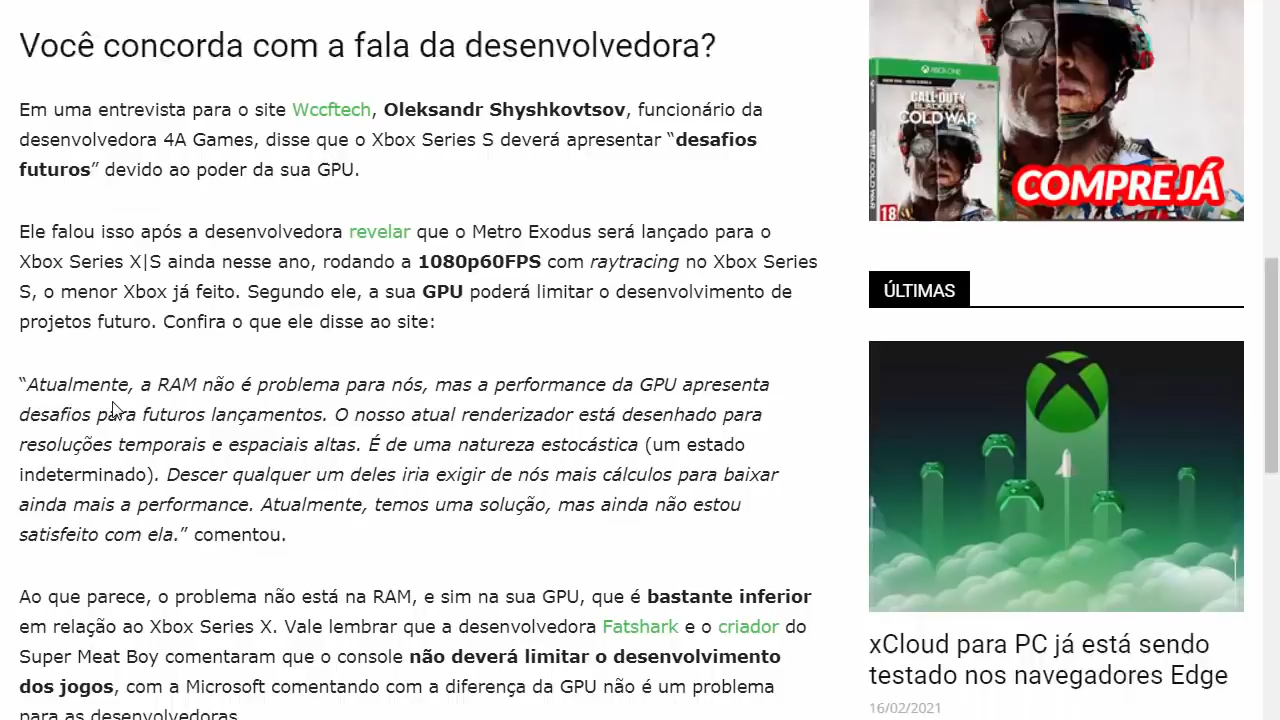 Você concorda com a fala da desenvolvedora?
Em uma entrevista para o site Wccftech, Oleksandr Shyshkovtsov, funcionário da
desenvolvedora 4A Games, disse que o Xbox Series S deverá apresentar “desafios
futuros” devido ao poder da sua GPU.
Ele falou isso após a desenvolvedora revelar que o Metro Exodus será lançado para o
Xbox Series X|S ainda nesse ano, rodando a 1080p60FPS com raytracing no Xbox Series
S, o menor Xbox já feito. Segundo ele, a sua GPU poderá limitar o desenvolvimento de
projetos futuro. Confira o que ele disse ao site:
“Atualmente, a RAM não é problema para nós, mas a performance da GPU apresenta
desafios para futuros lançamentos. O nosso atual renderizador está desenhado para
resoluções temporais e espaciais altas. É de uma natureza estocástica (um estado
indeterminado). Descer qualquer um deles iria exigir de nós mais cálculos para baixar
ainda mais a performance. Atualmente, temos uma solução, mas ainda não estou
satisfeito com ela.” comentou.
Ao que parece, o problema não está na RAM, e sim na sua GPU, que é bastante inferior
em relação ao Xbox Series X. Vale lembrar que a desenvolvedora Fatshark e o criador do
Super Meat Boy comentaram que o console não deverá limitar o desenvolvimento
dos jogos, com a Microsoft comentando com a diferença da GPU não é um problema
para as desenvolvedoras.
XBOX ONE
CALL OF DUTY
BLACK OPS
COLD WAR
18
COMPRE JÁ
ÚLTIMAS
xCloud para PC já está sendo
testado nos navegadores Edge
16/02/2021